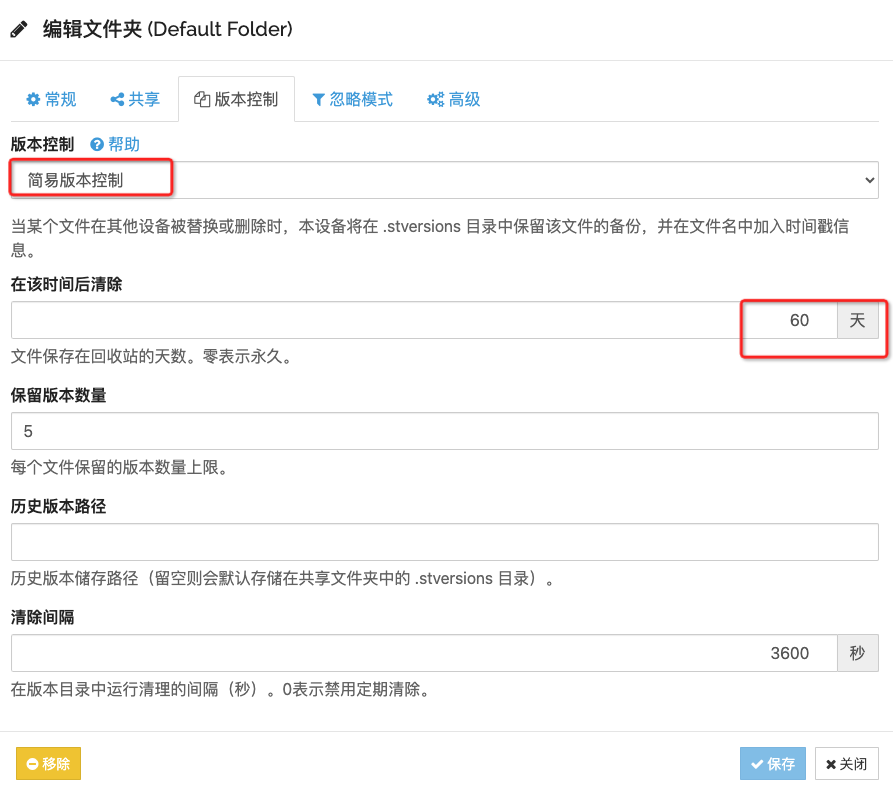 编辑文件夹 (Default Folder)
常规 共享 版本控制 忽略模式 高级
版本控制 帮助
简易版本控制
当某个文件在其他设备被替换或删除时，本设备将在 .stversions 目录中保留该文件的备份，并在文件名中加入时间戳信
息。
在该时间后清除
60 天
文件保存在回收站的天数。零表示永久。
保留版本数量
5
每个文件保留的版本数量上限。
历史版本路径
历史版本储存路径（留空则会默认存储在共享文件夹中的 .stversions 目录）。
清除间隔
3600 秒
在版本目录中运行清理的间隔（秒）。0表示禁用定期清除。
移除 保存 关闭